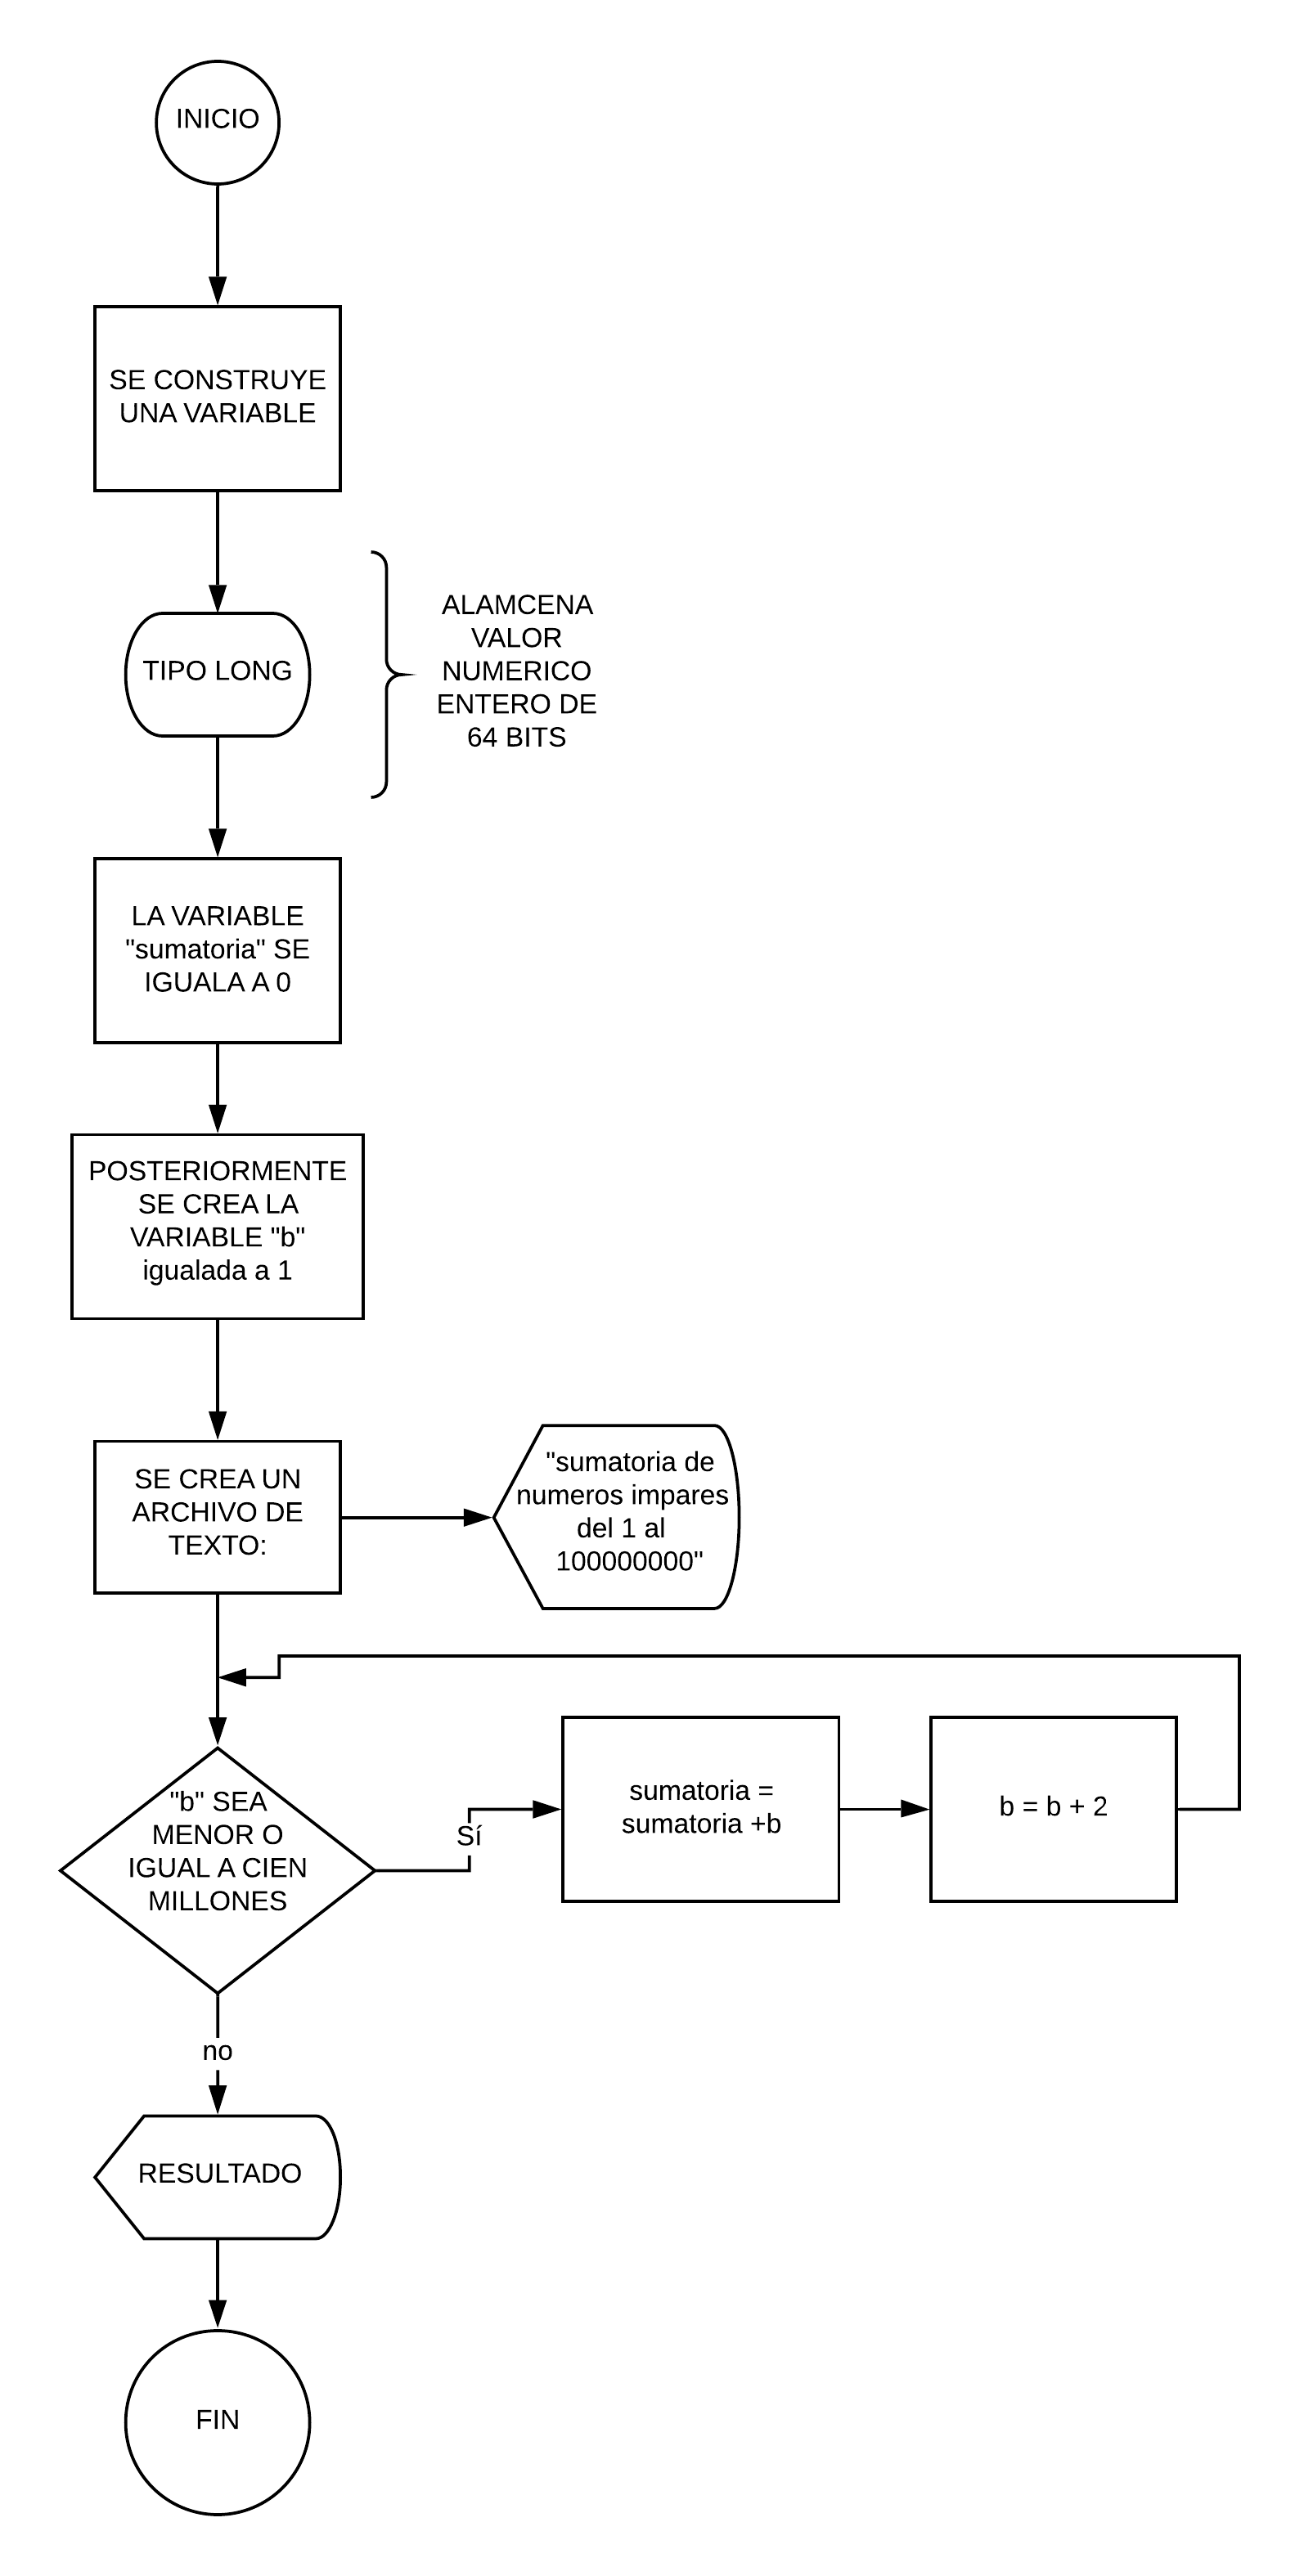 INICIO
SE CONSTRUYE
UNA VARIABLE
TIPO LONG
ALAMCENA
VALOR
NUMERICO
ENTERO DE
64 BITS
LA VARIABLE
"sumatoria" SE
IGUALA A 0
POSTERIORMENTE
SE CREA LA
VARIABLE "b"
igualada a 1
SE CREA UN
ARCHIVO DE
TEXTO:
"sumatoria de
numeros impares
del 1 al
100000000"
"b" SEA
MENOR O
IGUAL A CIEN
MILLONES
Sí
sumatoria =
sumatoria +b
b = b + 2
no
RESULTADO
FIN